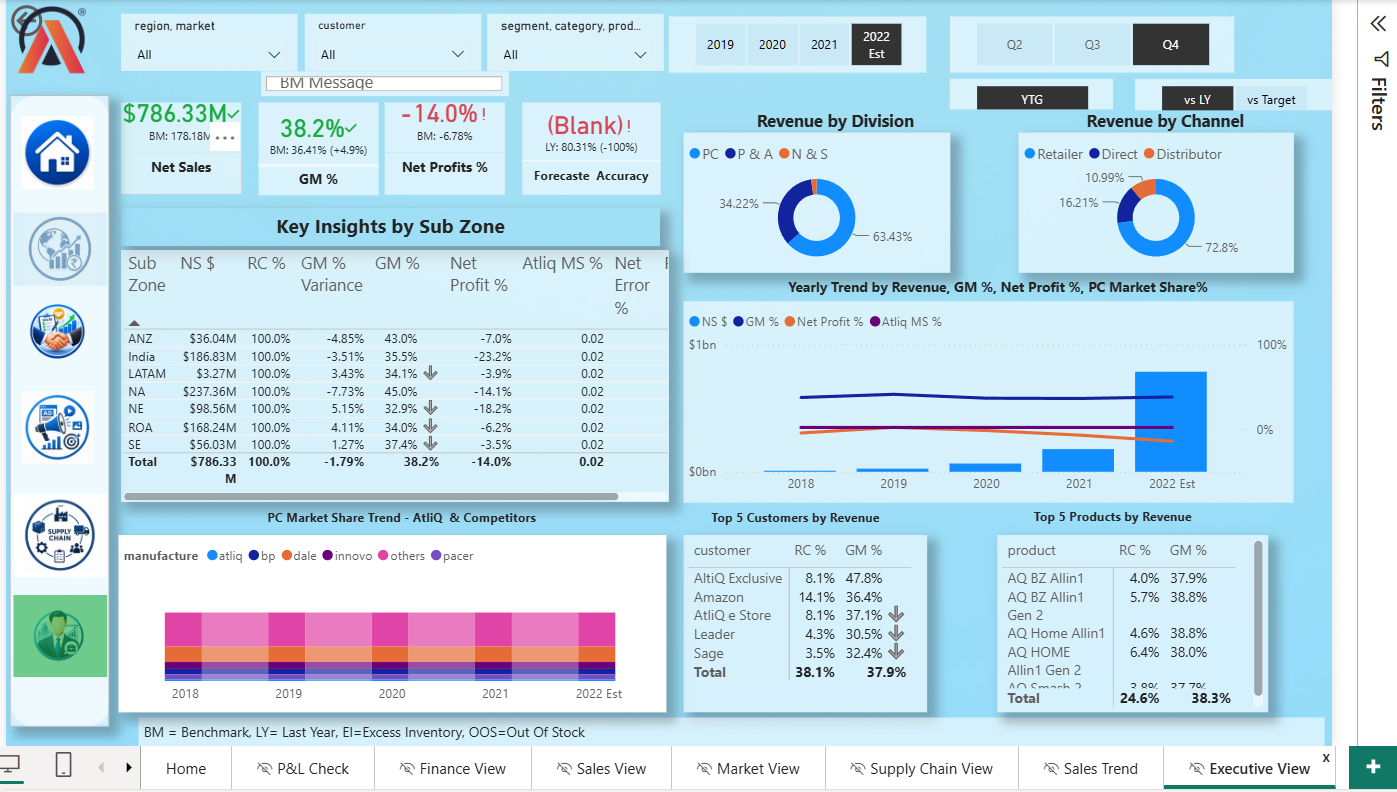 region, market
All
customer
All
segment, category, prod...
All
2019 2020 2021 2022
Est
Q2 Q3 Q4
BM Message
YTG
vs LY vs Target
Filters
$786.33M
BM: 178.18M
...
Net Sales
38.2%
BM: 36.41% (+4.9%)
GM %
-14.0% !
BM: -6.78%
Net Profits %
(Blank) !
LY: 80.31% (-100%)
Forecaste Accuracy
Revenue by Division
PC P & A N & S
34.22%
63.43%
Revenue by Channel
Retailer Direct Distributor
10.99%
16.21%
72.8%
Key Insights by Sub Zone
Sub Zone NS $ RC % GM % Variance GM % Net Profit % Atliq MS % Net Error %
ANZ $36.04M 100.0% -4.85% 43.0% -7.0% 0.02
India $186.83M 100.0% -3.51% 35.5% -23.2% 0.02
LATAM $3.27M 100.0% 3.43% 34.1% -3.9% 0.02
NA $237.36M 100.0% -7.73% 45.0% -14.1% 0.02
NE $98.56M 100.0% 5.15% 32.9% -18.2% 0.02
ROA $168.24M 100.0% 4.11% 34.0% -6.2% 0.02
SE $56.03M 100.0% 1.27% 37.4% -3.5% 0.02
Total $786.33 100.0% -1.79% 38.2% -14.0% 0.02
M
Yearly Trend by Revenue, GM %, Net Profit %, PC Market Share%
NS $ GM % Net Profit % Atliq MS %
$1bn 100%
0%
$0bn
2018 2019 2020 2021 2022 Est
PC Market Share Trend - AtliQ & Competitors
manufacture atliq bp dale innovo others pacer
2018 2019 2020 2021 2022 Est
Top 5 Customers by Revenue
customer RC % GM %
AltiQ Exclusive 8.1% 47.8%
Amazon 14.1% 36.4%
AtliQ e Store 8.1% 37.1%
Leader 4.3% 30.5%
Sage 3.5% 32.4%
Total 38.1% 37.9%
Top 5 Products by Revenue
product RC % GM %
AQ BZ Allin1 4.0% 37.9%
AQ BZ Allin1 5.7% 38.8%
Gen 2
AQ Home Allin1 4.6% 38.8%
AQ HOME 6.4% 38.0%
Allin1 Gen 2
AQ Smash 2 3.8% 37.7%
Total 24.6% 38.3%
SUPPLY
CHAIN
AD
BM = Benchmark, LY= Last Year, EI=Excess Inventory, OOS=Out Of Stock
Home P&L Check Finance View Sales View Market View Supply Chain View Sales Trend Executive View x +